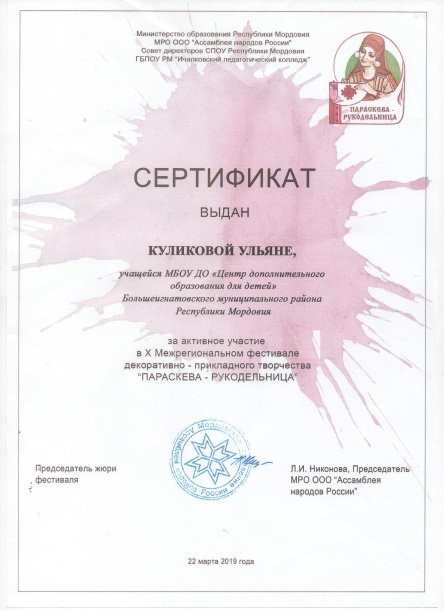 Министерство образования Республики Мордовия
МРО ООО "Ассамблея народов России"
Совет директоров СПОУ Республики Мордовия
ГБПОУ РМ "Ичалковский педагогический колледж"
ПАРАСКЕВА -
РУКОДЕЛЬНИЦА
СЕРТИФИКАТ
ВЫДАН
КУЛИКОВОЙ УЛЬЯНЕ,
учащейся МБОУ ДО «Центр дополнительного
образования для детей»
Большеигнатовского муниципального района
Республики Мордовия
за активное участие
в X Межрегиональном фестивале
декоративно - прикладного творчества
"ПАРАСКЕВА - РУКОДЕЛЬНИЦА"
Председатель жюри
фестиваля
Л.И. Никонова, Председатель
МРО ООО "Ассамблея
народов России"
22 марта 2019 года